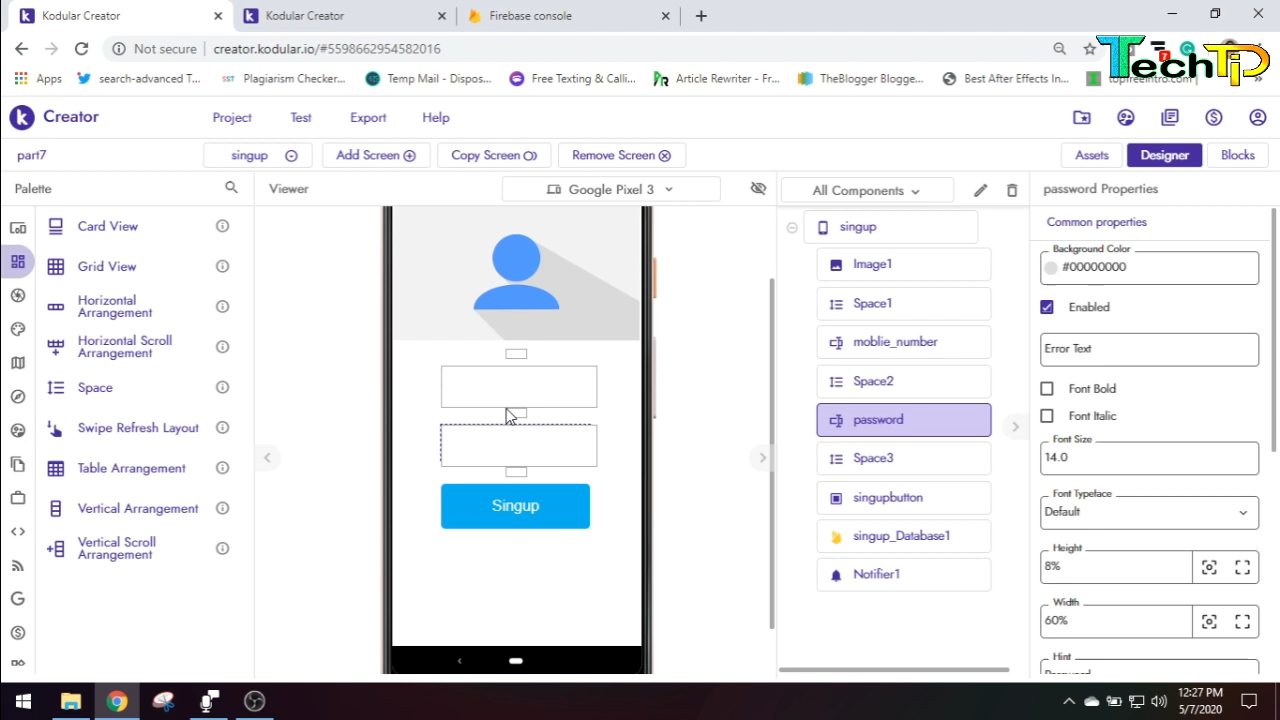 Kodular Creator
Kodular Creator
Firebase console
Not secure
creator.kodular.io/#5598662954582016
7
TechTip
Apps
search-advanced T...
SST
Plagiarism Checker...
Temp Mail - Dispos...
Free Texting & Calli...
Article Rewriter - Fr...
TheBlogger Blogge...
Best After Effects In...
topfreeintro.com
Creator
Project
Test
Export
Help
part7
singup
Add Screen
Copy Screen
Remove Screen
Assets
Designer
Blocks
Palette
Viewer
Google Pixel 3
All Components
password Properties
Card View
Grid View
Horizontal
Arrangement
Horizontal Scroll
Arrangement
Space
Swipe Refresh Layout
Table Arrangement
Vertical Arrangement
Vertical Scroll
Arrangement
Singup
singup
Image1
Space1
moblie_number
Space2
password
Space3
singupbutton
singup_Database1
Notifier1
Common properties
Background Color
#00000000
Enabled
Error Text
Font Bold
Font Italic
Font Size
14.0
Font Typeface
Default
Height
8%
Width
60%
Hint
Password
12:27 PM
5/7/2020